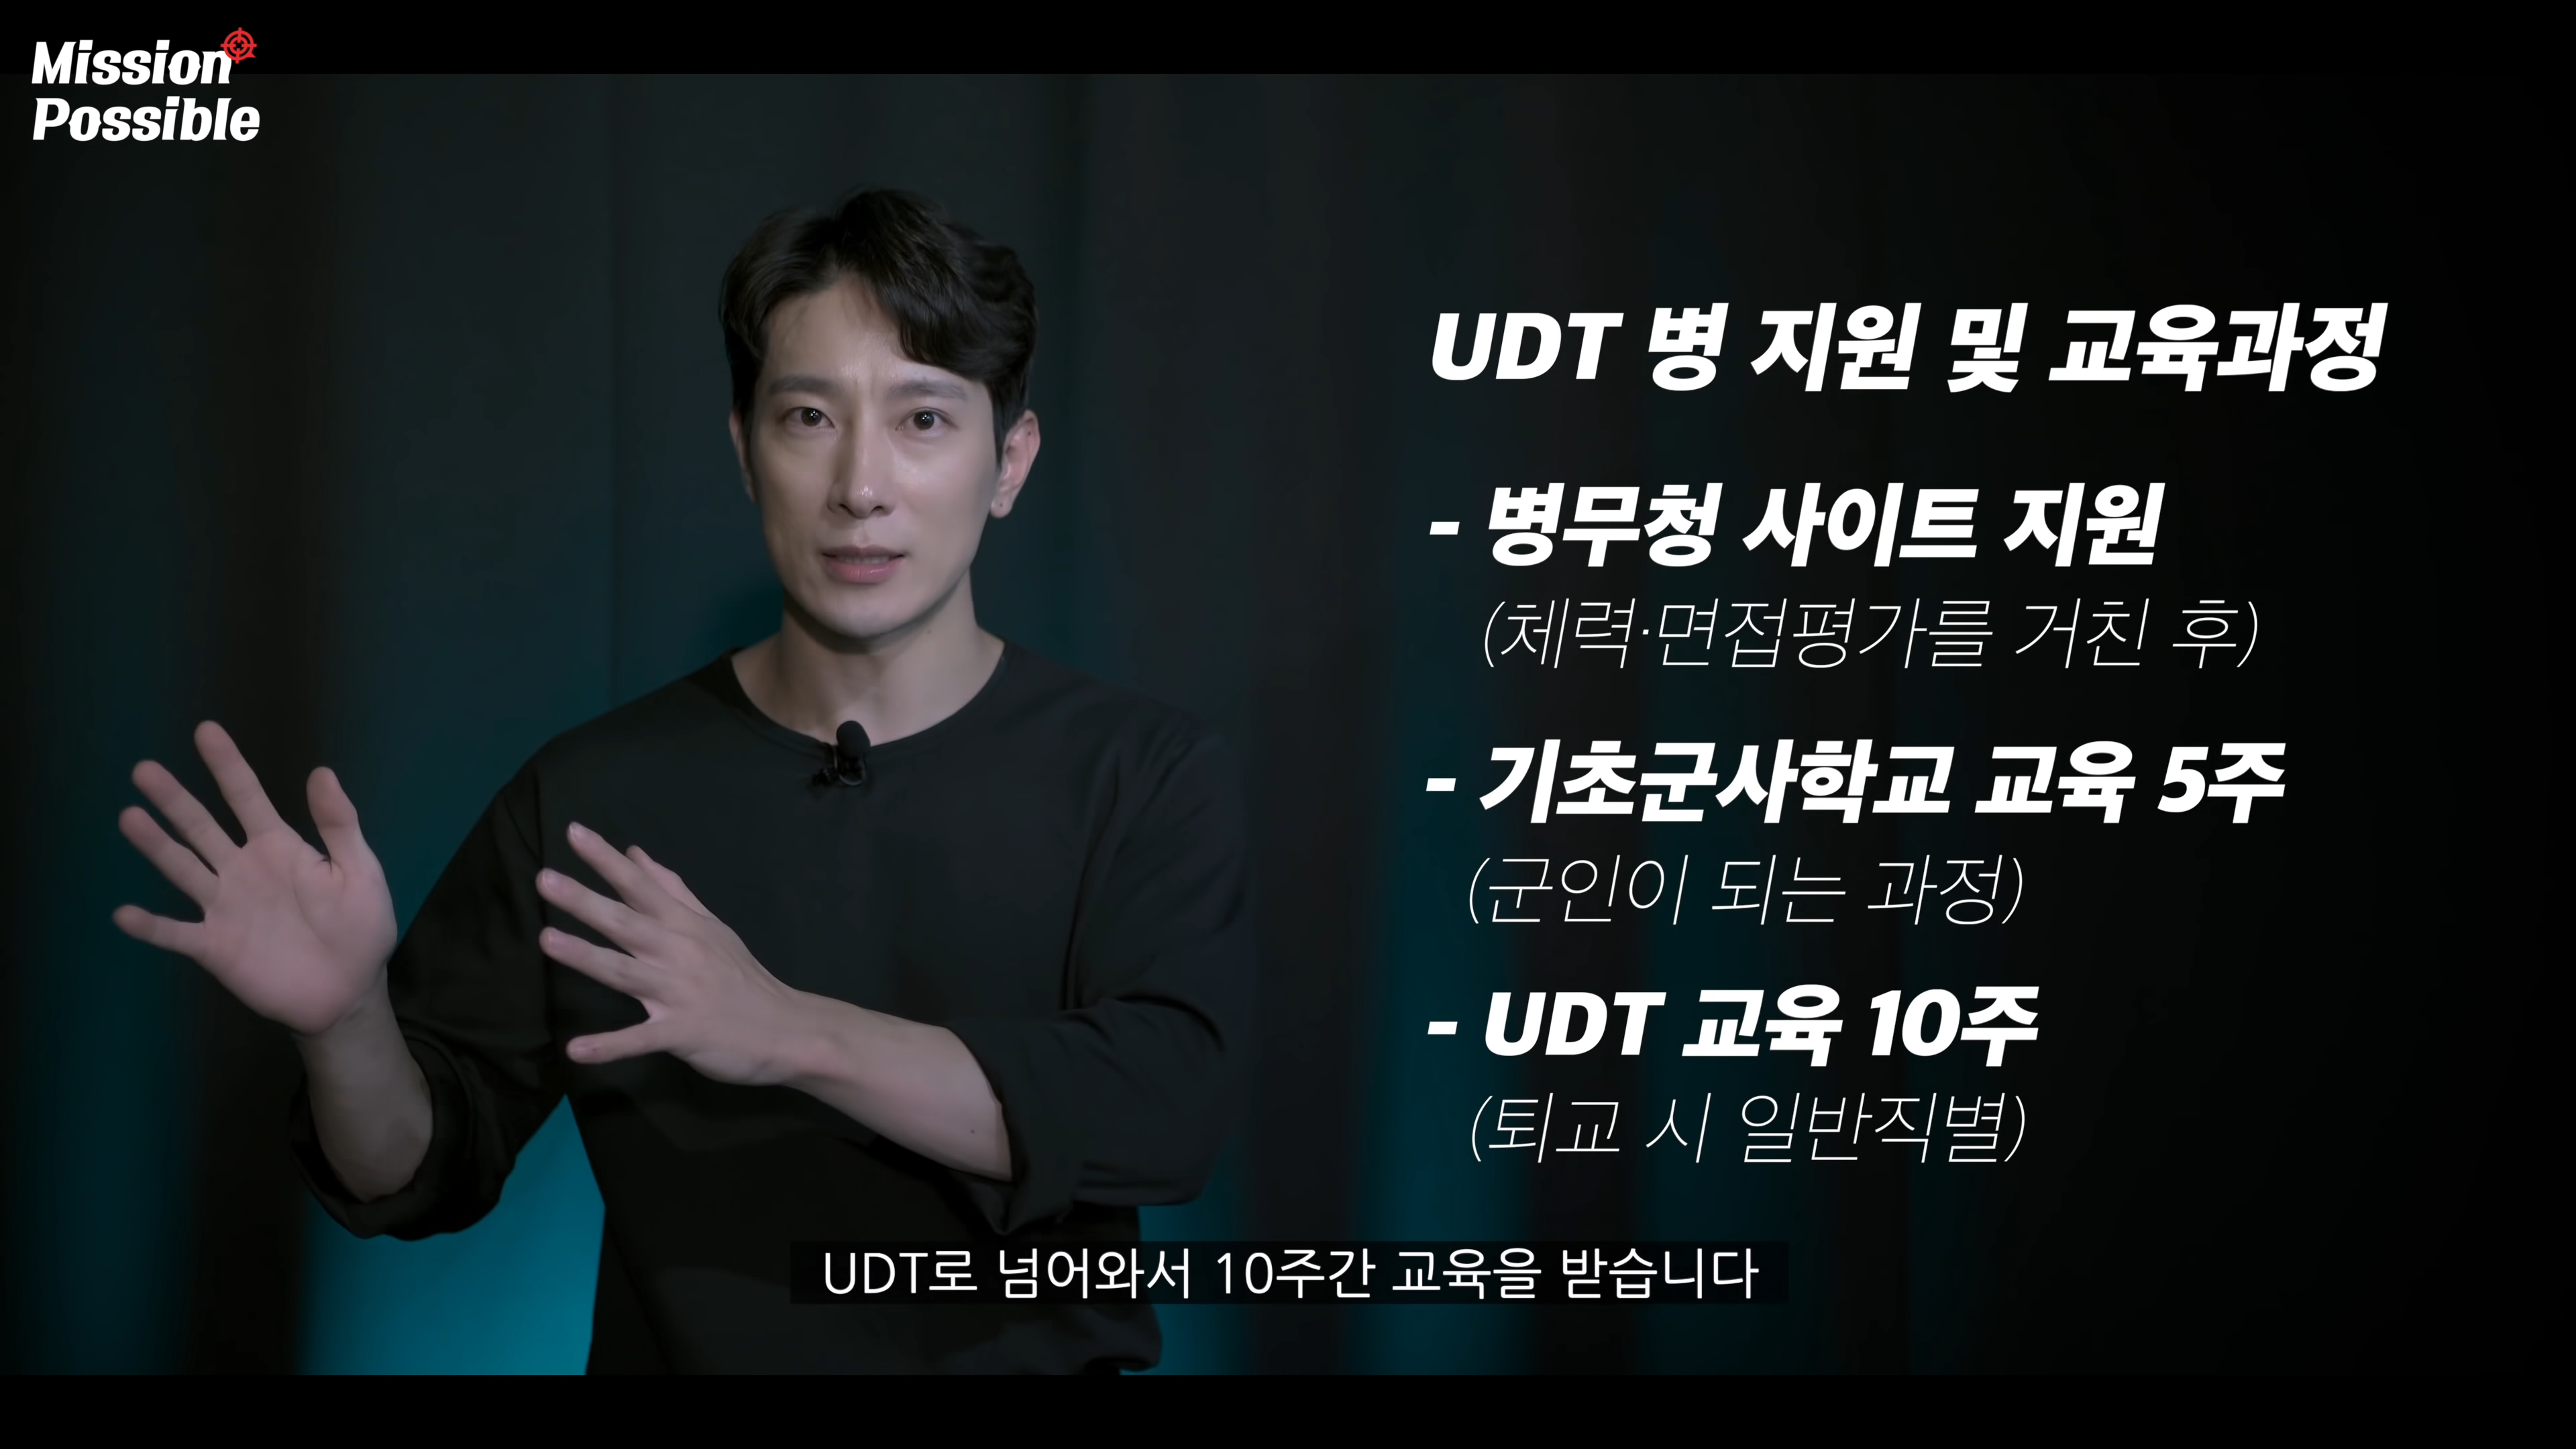 Mission
Possible
UDT 병 지원 및 교육과정
- 병무청 사이트 지원
(체력·면접평가를 거친 후)
- 기초군사학교 교육 5주
(군인이 되는 과정)
- UDT 교육 10주
(퇴교 시 일반직별)
UDT로 넘어와서 10주간 교육을 받습니다